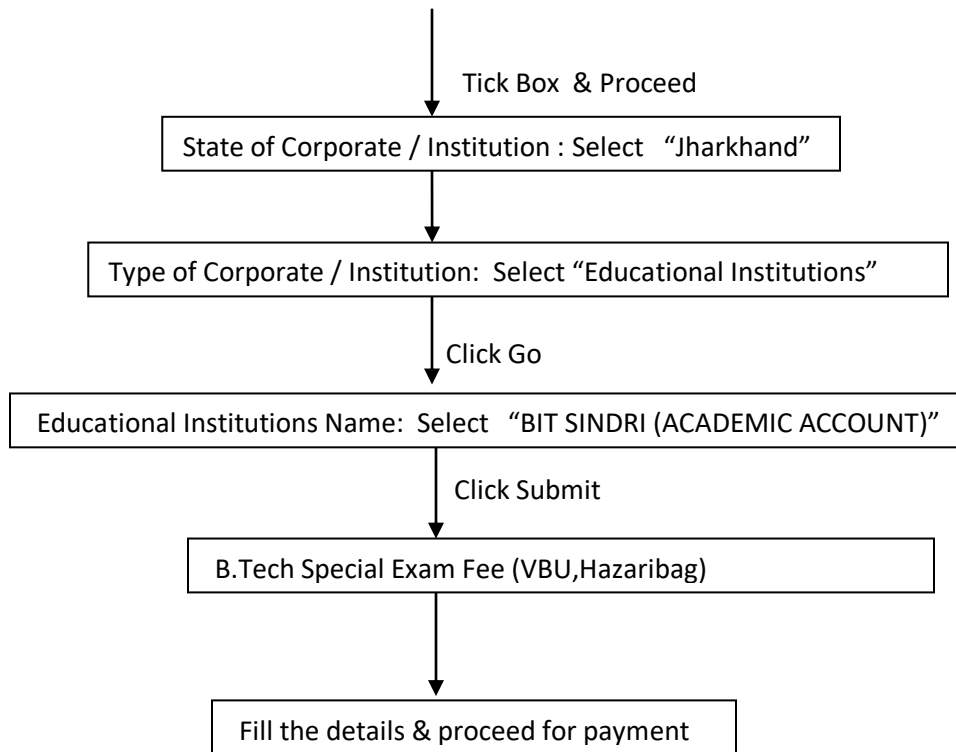 Tick Box & Proceed
State of Corporate / Institution : Select “Jharkhand”
Type of Corporate / Institution: Select “Educational Institutions”
Click Go
Educational Institutions Name: Select “BIT SINDRI (ACADEMIC ACCOUNT)”
Click Submit
B.Tech Special Exam Fee (VBU,Hazaribag)
Fill the details & proceed for payment